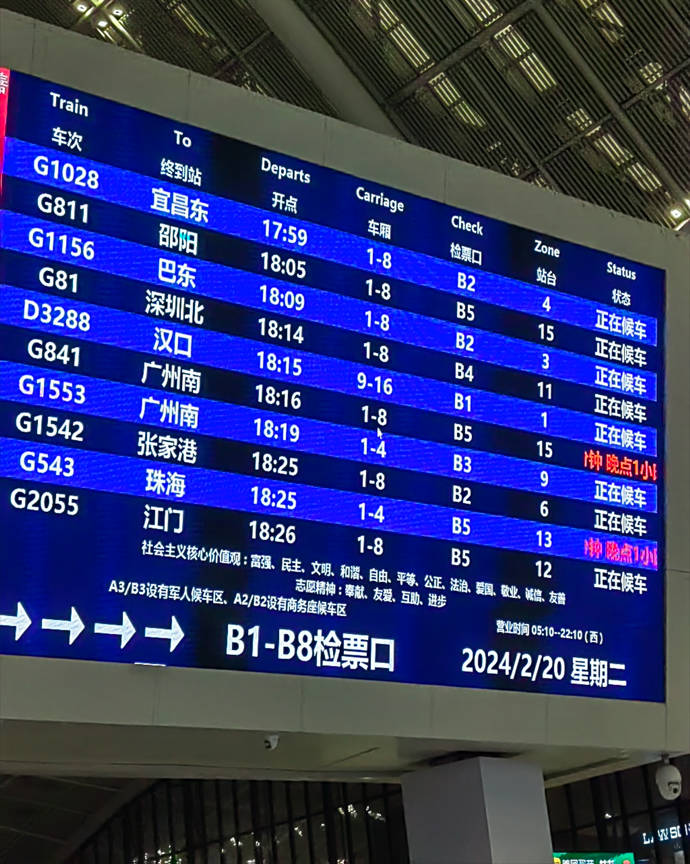 Train To Departs Carriage Check Zone Status
车次 终到站 开点 车厢 检票口 站台 状态
G1028 宜昌东 17:59 1-8 B2 4 正在候车
G811 邵阳 18:05 1-8 B5 15 正在候车
G1156 巴东 18:09 1-8 B2 3 正在候车
G81 深圳北 18:14 1-8 B4 11 正在候车
D3288 汉口 18:15 9-16 B1 1 正在候车
G841 广州南 18:16 1-8 B5 15 钟 晚点1小
G1553 广州南 18:19 1-4 B3 9 正在候车
G1542 张家港 18:25 1-8 B2 6 正在候车
G543 珠海 18:25 1-4 B5 13 钟 晚点1小
G2055 江门 18:26 1-8 B5 12 正在候车
社会主义核心价值观：富强、民主、文明、和谐、自由、平等、公正、法治、爱国、敬业、诚信、友善
志愿精神：奉献、友爱、互助、进步
A3/B3设有军人候车区、A2/B2设有商务座候车区
营业时间 05:10--22:10 ( 西 )
B1-B8检票口
2024/2/20 星期二